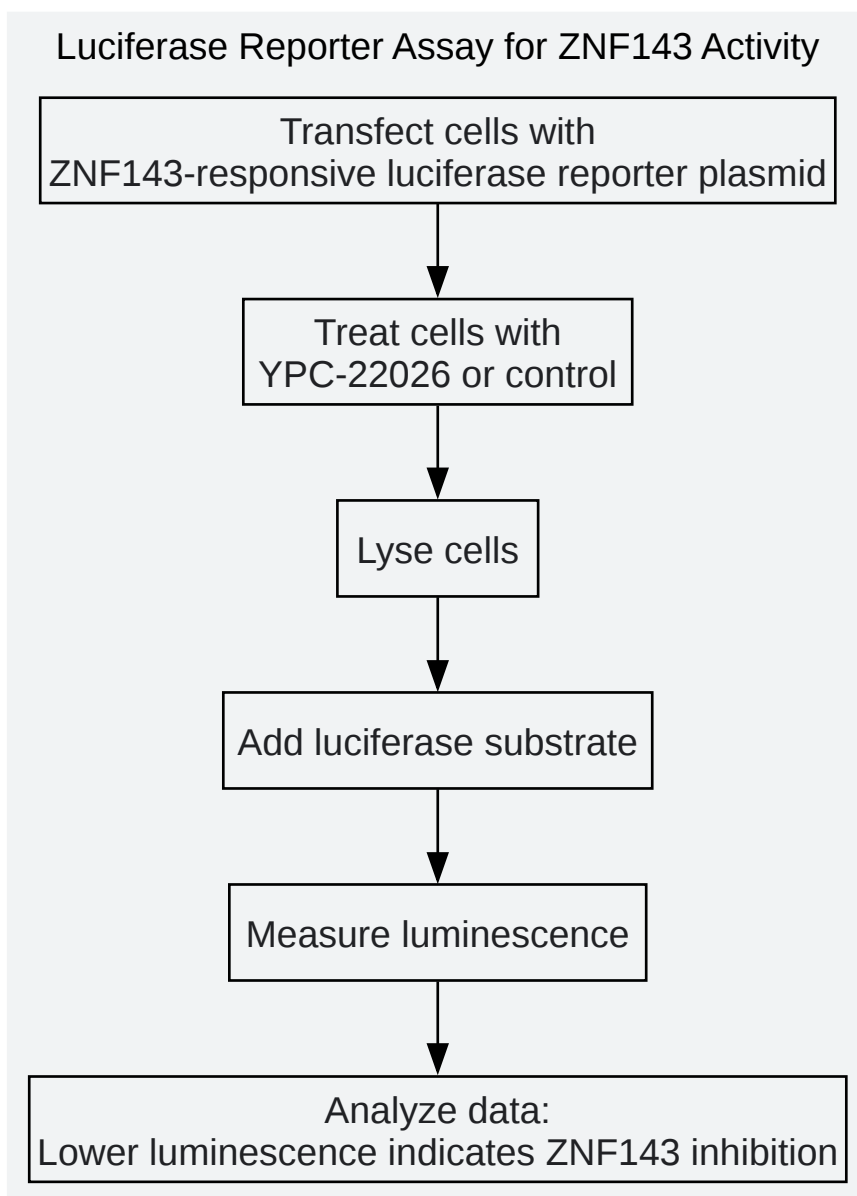 Luciferase Reporter Assay for ZNF143 Activity
Transfect cells with
ZNF143-responsive luciferase reporter plasmid
Treat cells with
YPC-22026 or control
Lyse cells
Add luciferase substrate
Measure luminescence
Analyze data:
Lower luminescence indicates ZNF143 inhibition